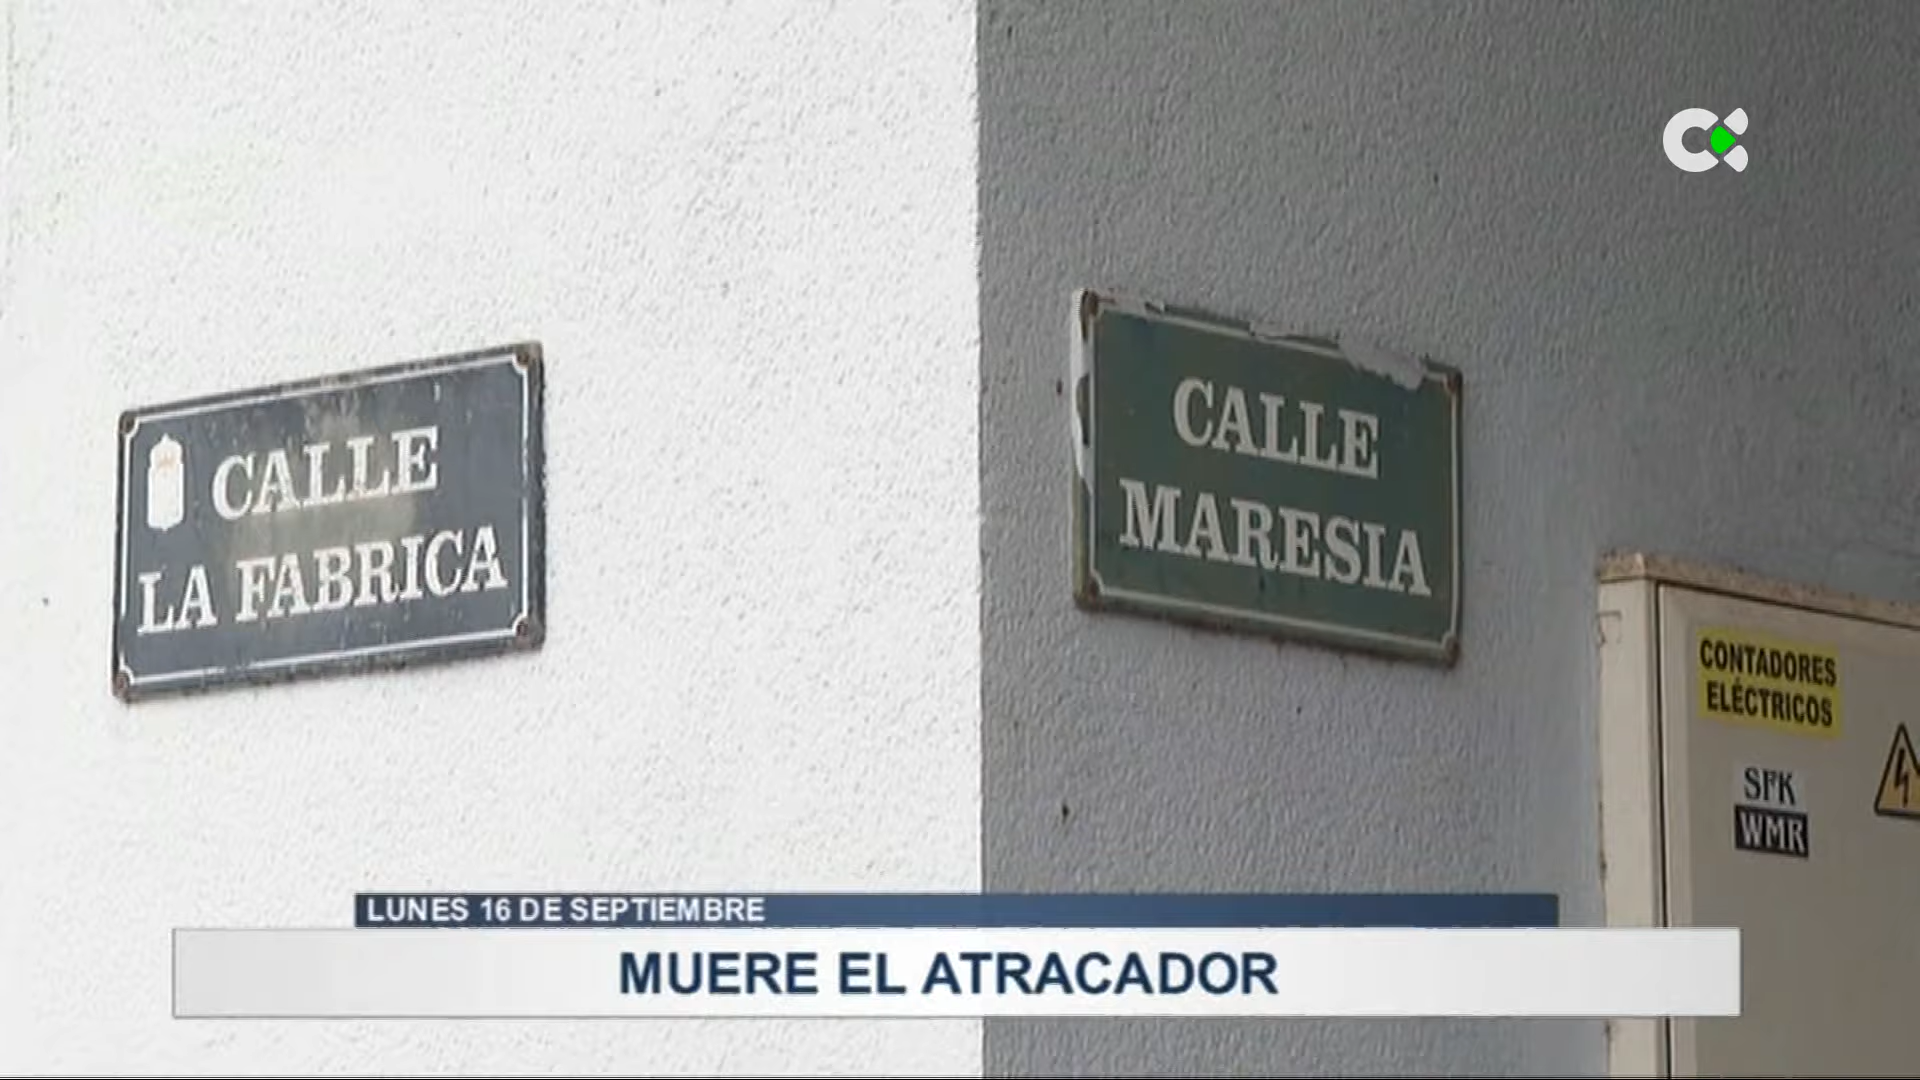 CALLE
LA FABRICA
CALLE
MARESIA
CONTADORES
ELÉCTRICOS
SFK
WMR
LUNES 16 DE SEPTIEMBRE
MUERE EL ATRACADOR